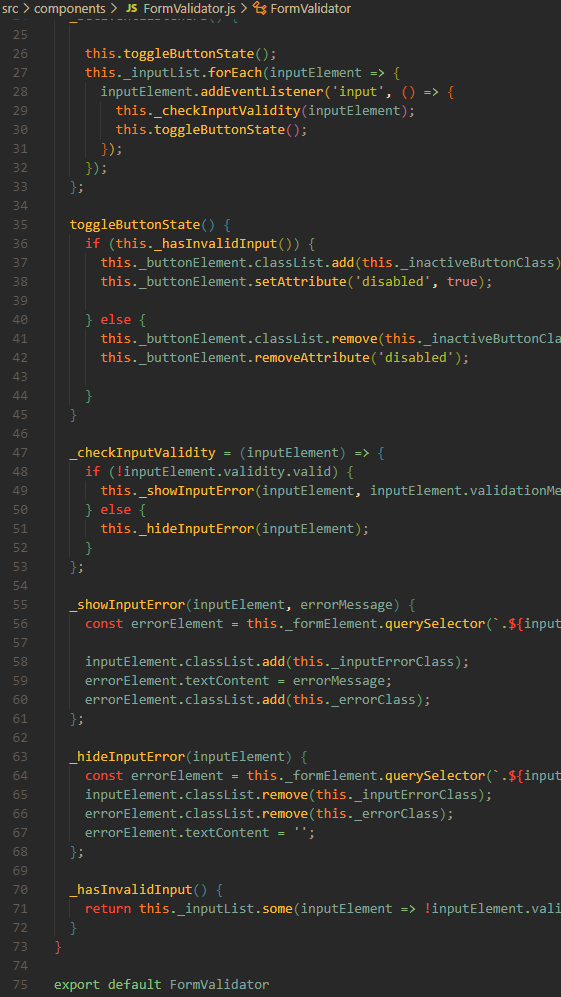 src > components > JS FormValidator.js > FormValidator
25
26 this.toggleButtonState();
27 this._inputList.forEach(inputElement => {
28 inputElement.addEventListener('input', () => {
29 this._checkInputValidity(inputElement);
30 this.toggleButtonState();
31 });
32 });
33 };
34
35 toggleButtonState() {
36 if (this._hasInvalidInput()) {
37 this._buttonElement.classList.add(this._inactiveButtonClass)
38 this._buttonElement.setAttribute('disabled', true);
39
40 } else {
41 this._buttonElement.classList.remove(this._inactiveButtonCla
42 this._buttonElement.removeAttribute('disabled');
43
44 }
45 }
46
47 _checkInputValidity = (inputElement) => {
48 if (!inputElement.validity.valid) {
49 this._showInputError(inputElement, inputElement.validationMe
50 } else {
51 this._hideInputError(inputElement);
52 }
53 };
54
55 _showInputError(inputElement, errorMessage) {
56 const errorElement = this._formElement.querySelector(`.${input
57
58 inputElement.classList.add(this._inputErrorClass);
59 errorElement.textContent = errorMessage;
60 errorElement.classList.add(this._errorClass);
61 };
62
63 _hideInputError(inputElement) {
64 const errorElement = this._formElement.querySelector(`.${input
65 inputElement.classList.remove(this._inputErrorClass);
66 errorElement.classList.remove(this._errorClass);
67 errorElement.textContent = '';
68 };
69
70 _hasInvalidInput() {
71 return this._inputList.some(inputElement => !inputElement.vali
72 }
73 }
74
75 export default FormValidator